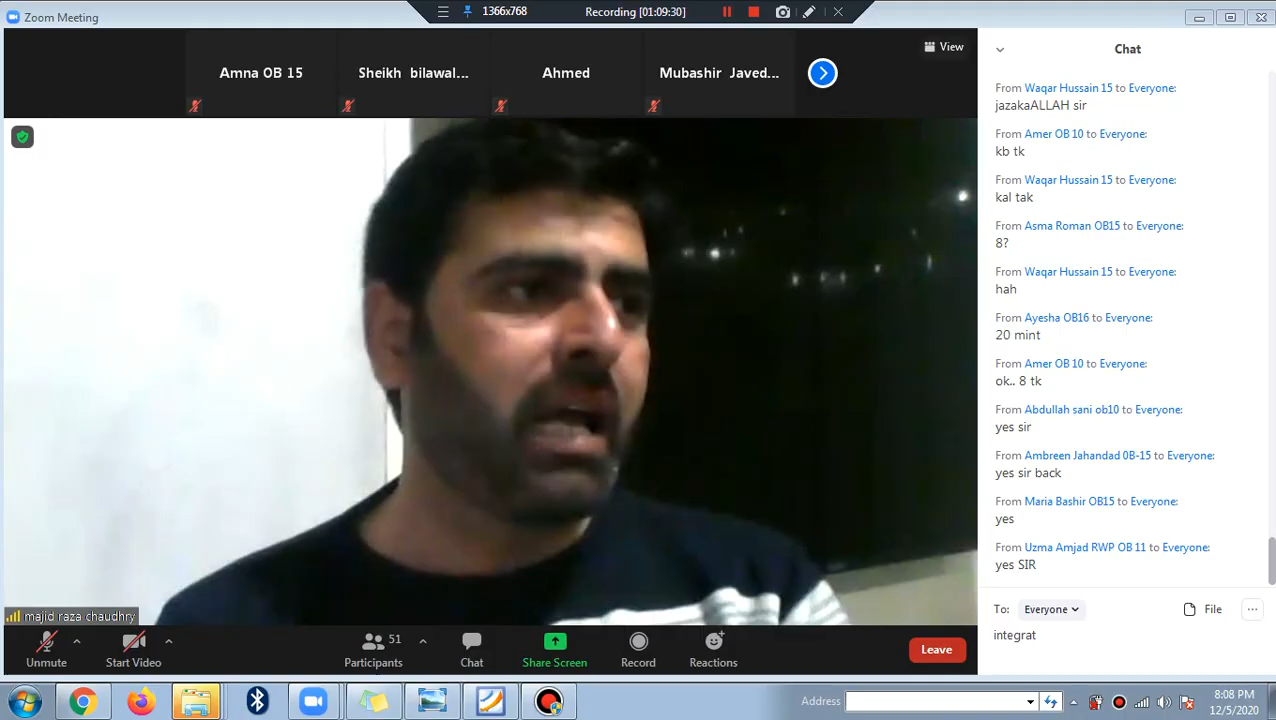 1366x768
Recording [01:09:30]
Zoom Meeting
Amna OB 15
Sheikh bilawal...
Ahmed
Mubashir Javed...
View
majid raza chaudhry
Chat
From Waqar Hussain 15 to Everyone:
jazakaALLAH sir
From Amer OB 10 to Everyone:
kb tk
From Waqar Hussain 15 to Everyone:
kal tak
From Asma Roman OB15 to Everyone:
8?
From Waqar Hussain 15 to Everyone:
hah
From Ayesha OB16 to Everyone:
20 mint
From Amer OB 10 to Everyone:
ok.. 8 tk
From Abdullah sani ob10 to Everyone:
yes sir
From Ambreen Jahandad 0B-15 to Everyone:
yes sir back
From Maria Bashir OB15 to Everyone:
yes
From Uzma Amjad RWP OB 11 to Everyone:
yes SIR
To: Everyone
File
integrat
Unmute
Start Video
51
Participants
Chat
Share Screen
Record
Reactions
Leave
Address
8:08 PM
12/5/2020